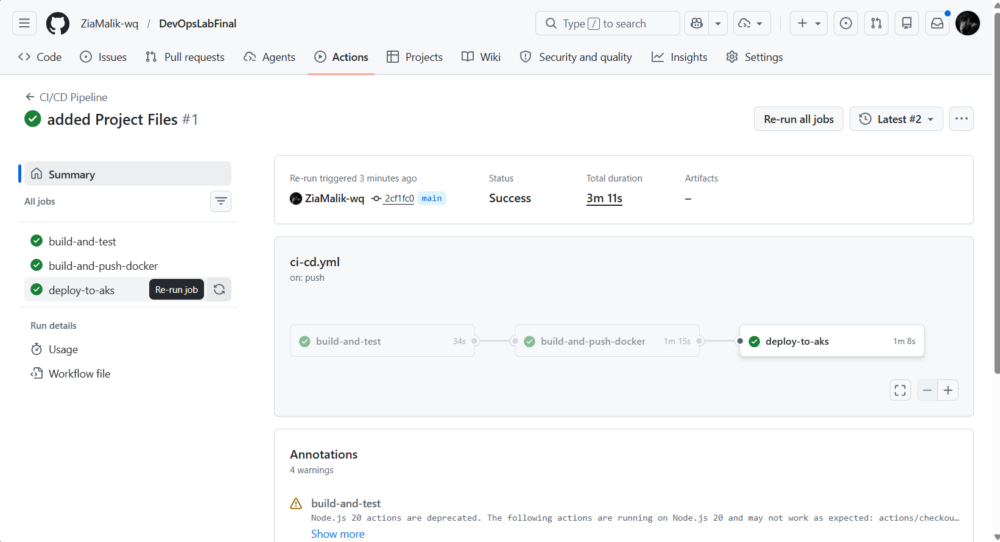 ZiaMalik-wq / DevOpsLabFinal
Type / to search
Code Issues Pull requests Agents Actions Projects Wiki Security and quality Insights Settings
CI/CD Pipeline
added Project Files #1
Re-run all jobs Latest #2
Summary
All jobs
build-and-test
build-and-push-docker
deploy-to-aks Re-run job
Run details
Usage
Workflow file
Re-run triggered 3 minutes ago Status Total duration Artifacts
ZiaMalik-wq 2cf1fc0 main Success 3m 11s –
ci-cd.yml
on: push
build-and-test 34s build-and-push-docker 1m 15s deploy-to-aks 1m 8s
Annotations
4 warnings
build-and-test
Node.js 20 actions are deprecated. The following actions are running on Node.js 20 and may not work as expected: actions/checkou…
Show more